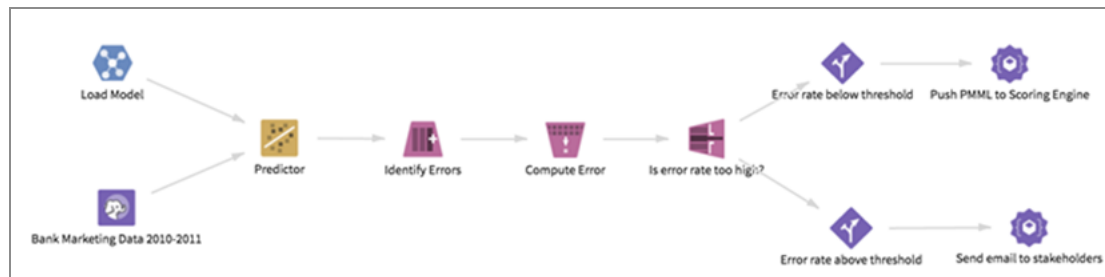 Load Model
Bank Marketing Data 2010-2011
Predictor
Identify Errors
Compute Error
Is error rate too high?
Error rate below threshold
Push PMML to Scoring Engine
Error rate above threshold
Send email to stakeholders